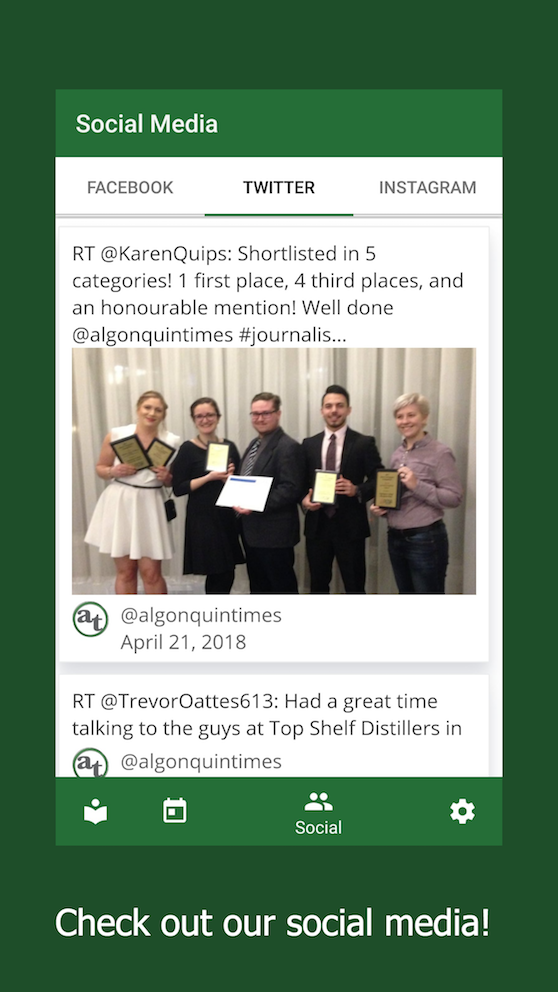 Social Media
FACEBOOK TWITTER INSTAGRAM
RT @KarenQuips: Shortlisted in 5
categories! 1 first place, 4 third places, and
an honourable mention! Well done
@algonquintimes #journalis...
at
@algonquintimes
April 21, 2018
RT @TrevorOattes613: Had a great time
talking to the guys at Top Shelf Distillers in
at
@algonquintimes
Social
Check out our social media!